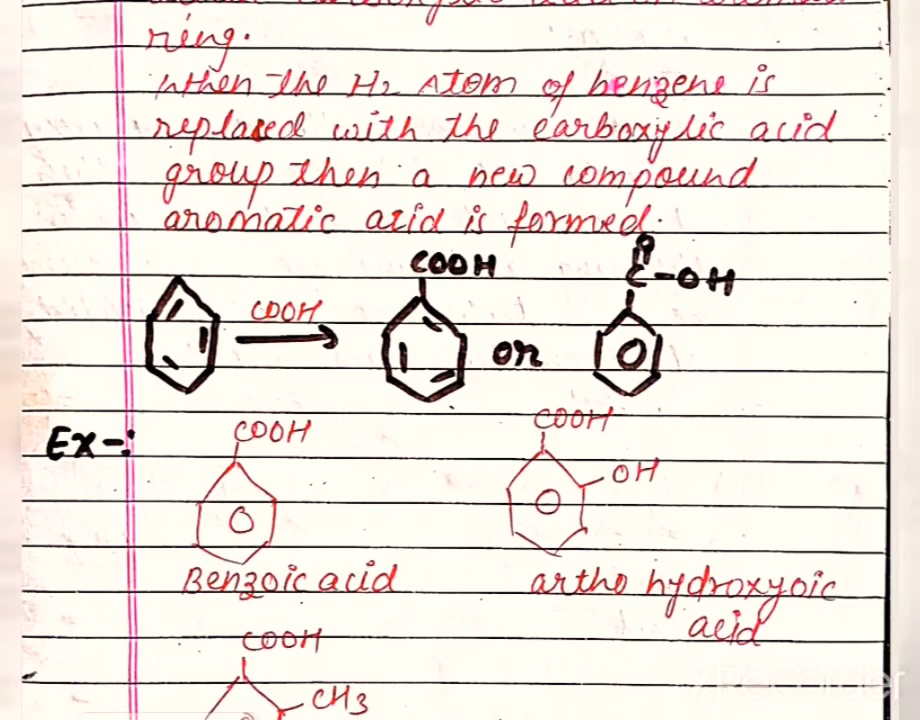 ring.
When the H2 Atom of benzene is
replased with the carboxylic acid
group then a new compound
aromatic acid is formed.
COOH
O
COOH
C-OH
or
Ex-:
COOH
COOH
OH
Benzoic acid
artho hydroxyoic
acid
COOH
CH3